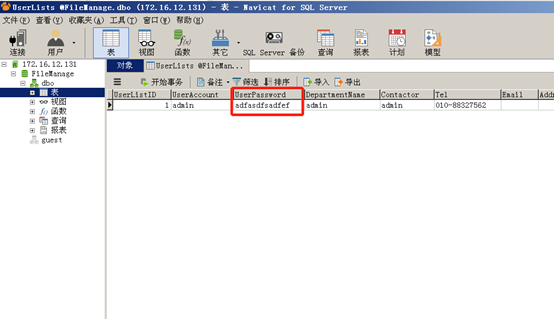 UserLists @FileManage.dbo (172.16.12.131) - 表 - Navicat for SQL Server
文件(F) 查看(V) 收藏夹(A) 工具(T) 窗口(W) 帮助(H)
连接 用户 表 视图 函数 其它 SQL Server 备份 查询 报表 计划 模型
172.16.12.131
FileManage
dbo
表
视图
函数
查询
报表
guest
对象 UserLists @FileMan...
开始事务 备注 筛选 排序 导入 导出
UserListID UserAccount UserPassword DepartmentName Contactor Tel Email Addr
1 admin adfasdfsadfef admin admin 010-88327562